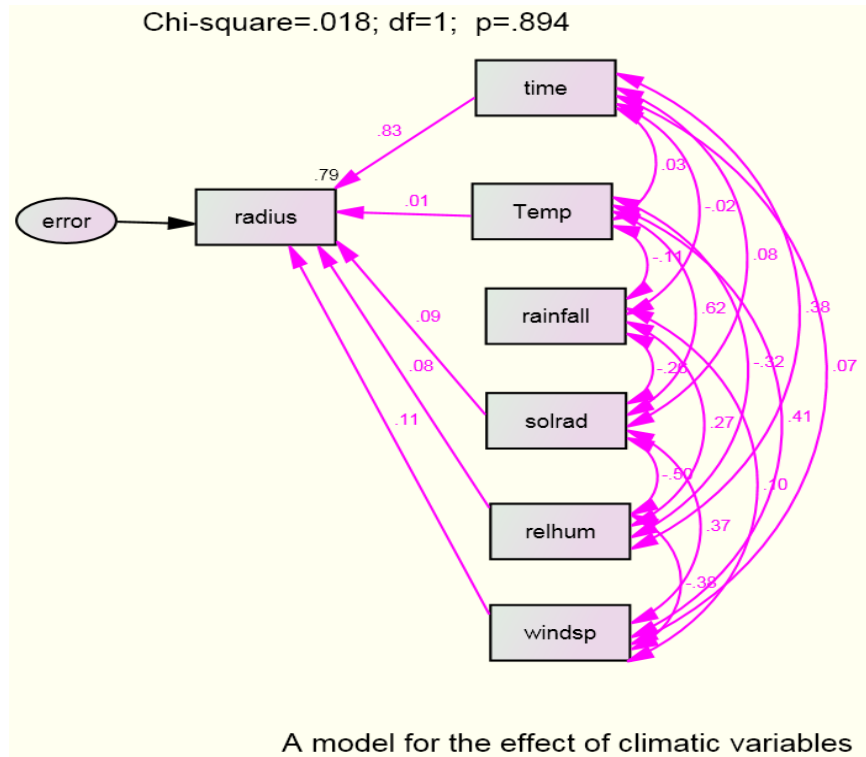 Chi-square=.018; df=1; p=.894
time
.83
.79
.03
error
radius
.01
Temp
-.02
-.11
.08
rainfall
.62
.38
.09
-.32
.07
-.26
.08
solrad
.27
.41
.11
-.50
.10
relhum
.37
-.38
windsp
A model for the effect of climatic variables